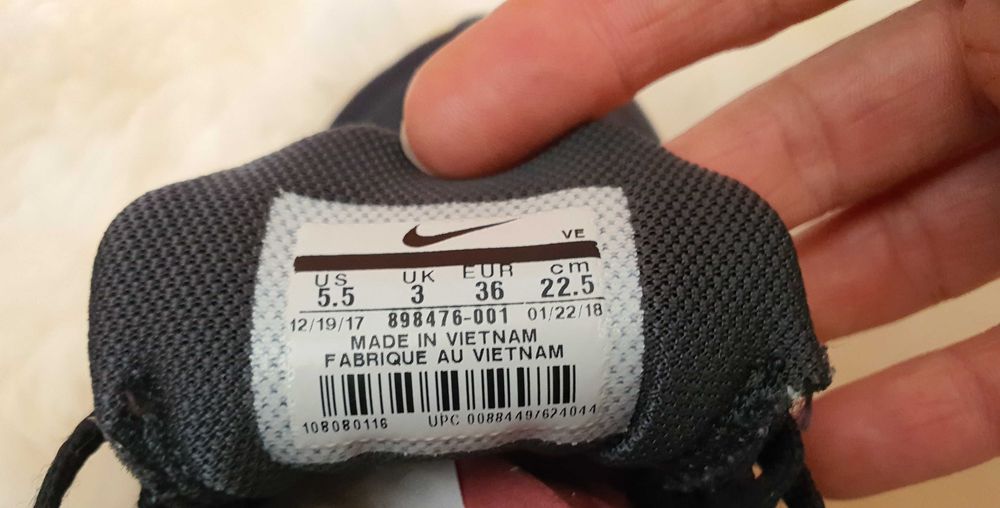 VE
US UK EUR cm
5.5 3 36 22.5
12/19/17 898476-001 01/22/18
MADE IN VIETNAM
FABRIQUE AU VIETNAM
108080116 UPC 00884497624044